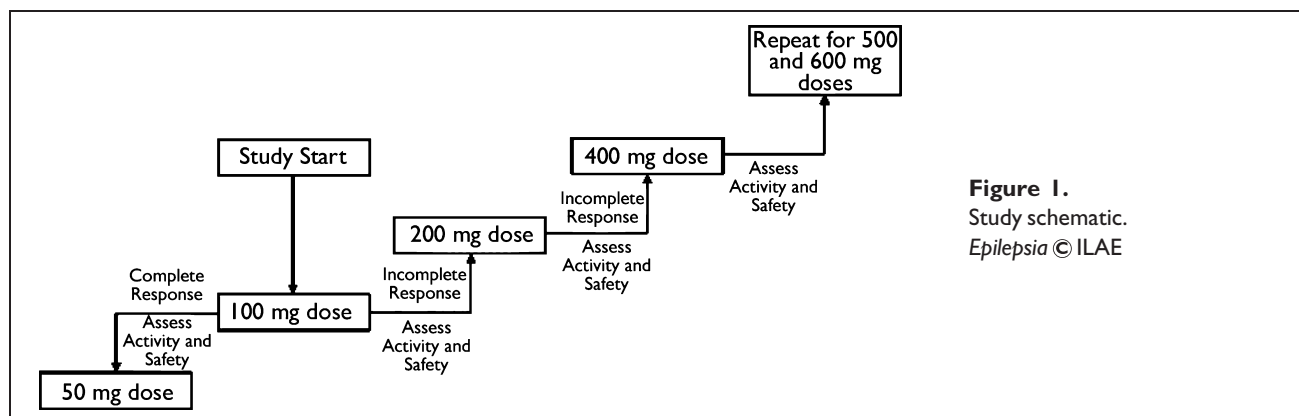 Repeat for 500
and 600 mg
doses
Study Start
400 mg dose
Assess
Activity and
Safety
Incomplete
Response
200 mg dose
Assess
Activity and
Safety
Complete
Response
Incomplete
Response
100 mg dose
Assess
Activity and
Safety
Assess
Activity and
Safety
50 mg dose
Figure 1.
Study schematic.
Epilepsia © ILAE